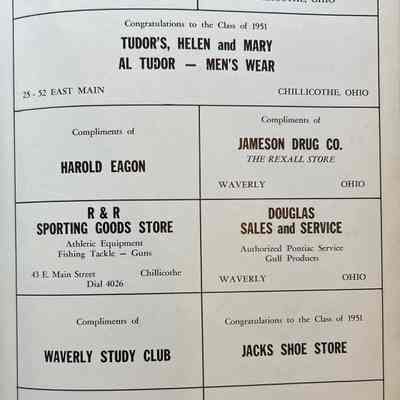 CHILLICOTHE, OHIO
Congratulations to the Class of 1951
TUDOR'S, HELEN and MARY
AL TUDOR — MEN'S WEAR
25 - 52 EAST MAIN CHILLICOTHE, OHIO
Compliments of
HAROLD EAGON
Compliments of
JAMESON DRUG CO.
THE REXALL STORE
WAVERLY OHIO
R & R
SPORTING GOODS STORE
Athletic Equipment
Fishing Tackle — Guns
43 E. Main Street Chillicothe
Dial 4026
DOUGLAS
SALES and SERVICE
Authorized Pontiac Service
Gulf Products
WAVERLY OHIO
Compliments of
WAVERLY STUDY CLUB
Congratulations to the Class of 1951
JACKS SHOE STORE